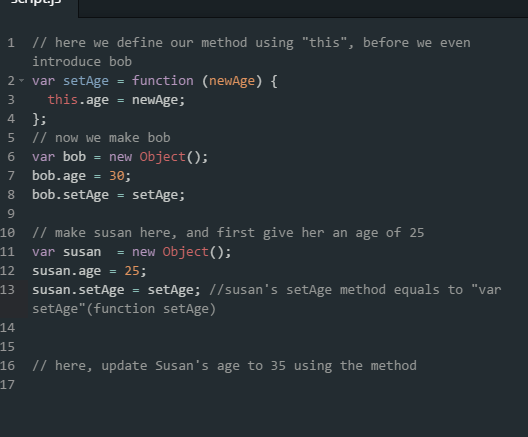 script.js
1 // here we define our method using "this", before we even
introduce bob
2 var setAge = function (newAge) {
3 this.age = newAge;
4 };
5 // now we make bob
6 var bob = new Object();
7 bob.age = 30;
8 bob.setAge = setAge;
9
10 // make susan here, and first give her an age of 25
11 var susan  = new Object();
12 susan.age = 25;
13 susan.setAge = setAge; //susan's setAge method equals to "var
setAge"(function setAge)
14
15
16 // here, update Susan's age to 35 using the method
17